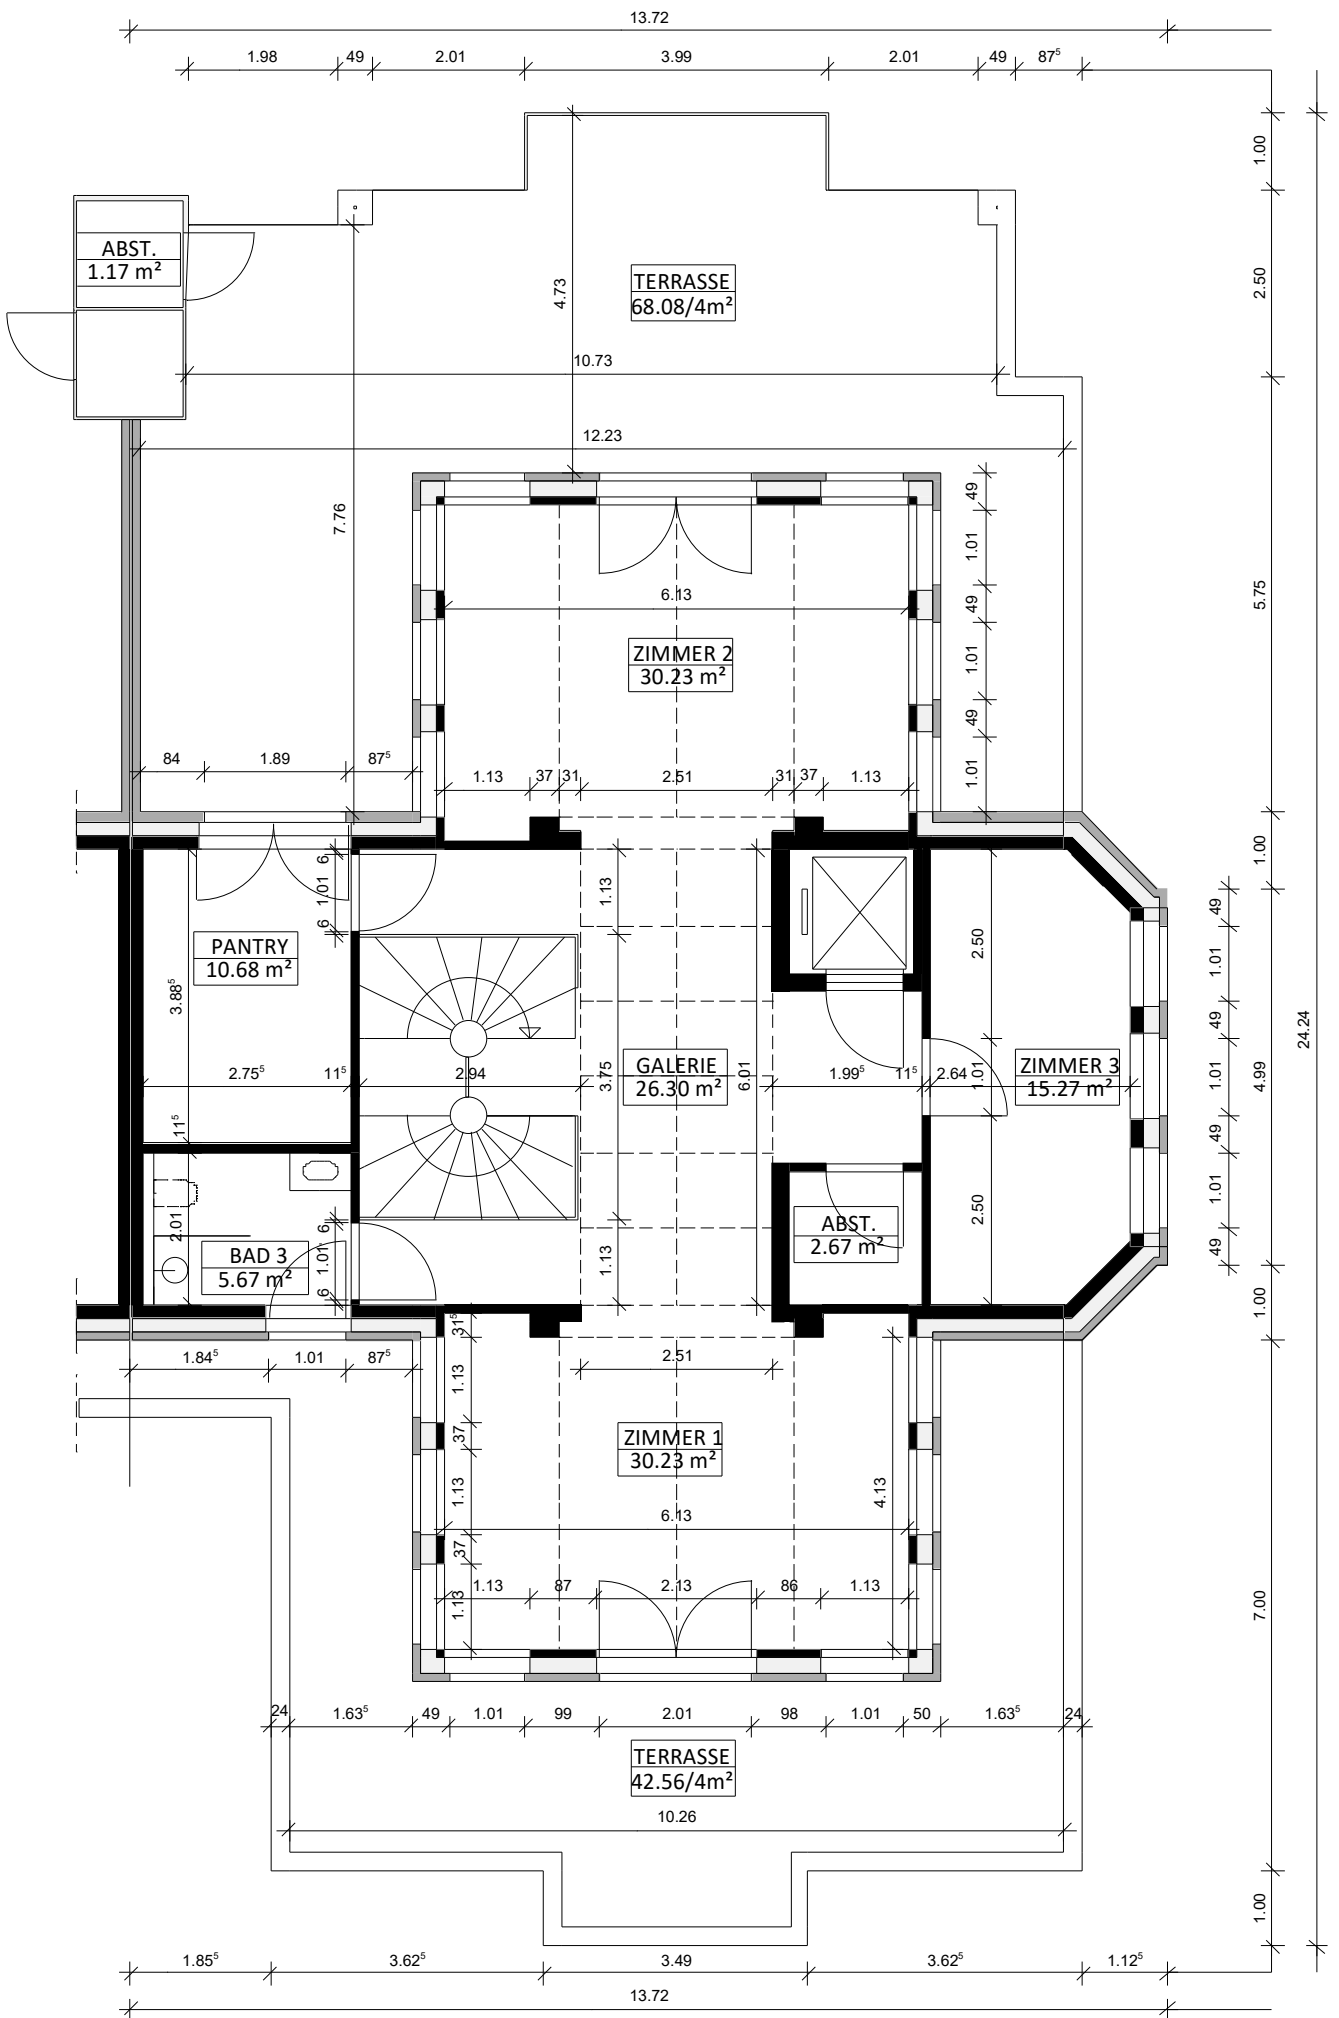 13.72
1.98 49 2.01 3.99 2.01 49 87⁵
1.00
ABST.
1.17 m²
TERRASSE
68.08/4m²
4.73
2.50
10.73
12.23
7.76
49
1.01
49
1.01
49
1.01
5.75
6.13
ZIMMER 2
30.23 m²
84 1.89 87⁵
1.13 37 31 2.51 31 37 1.13
6
1.01
6
1.13
1.00
PANTRY
10.68 m²
3.88⁵
2.50
49
1.01
49
1.01
49
1.01
49
4.99
24.24
GALERIE
26.30 m²
ZIMMER 3
15.27 m²
2.75⁵ 11⁵ 2.94 3.75 6.01 1.99⁵ 11⁵ 2.64 1.01
11⁵
2.01
BAD 3
5.67 m²
6
1.01
6
1.13
ABST.
2.67 m²
2.50
1.00
1.84⁵ 1.01 87⁵
31⁵
1.13
37
1.13
37
1.13
2.51
ZIMMER 1
30.23 m²
4.13
6.13
1.13 87 2.13 86 1.13
7.00
24 1.63⁵ 49 1.01 99 2.01 98 1.01 50 1.63⁵ 24
TERRASSE
42.56/4m²
10.26
1.00
1.85⁵ 3.62⁵ 3.49 3.62⁵ 1.12⁵
13.72